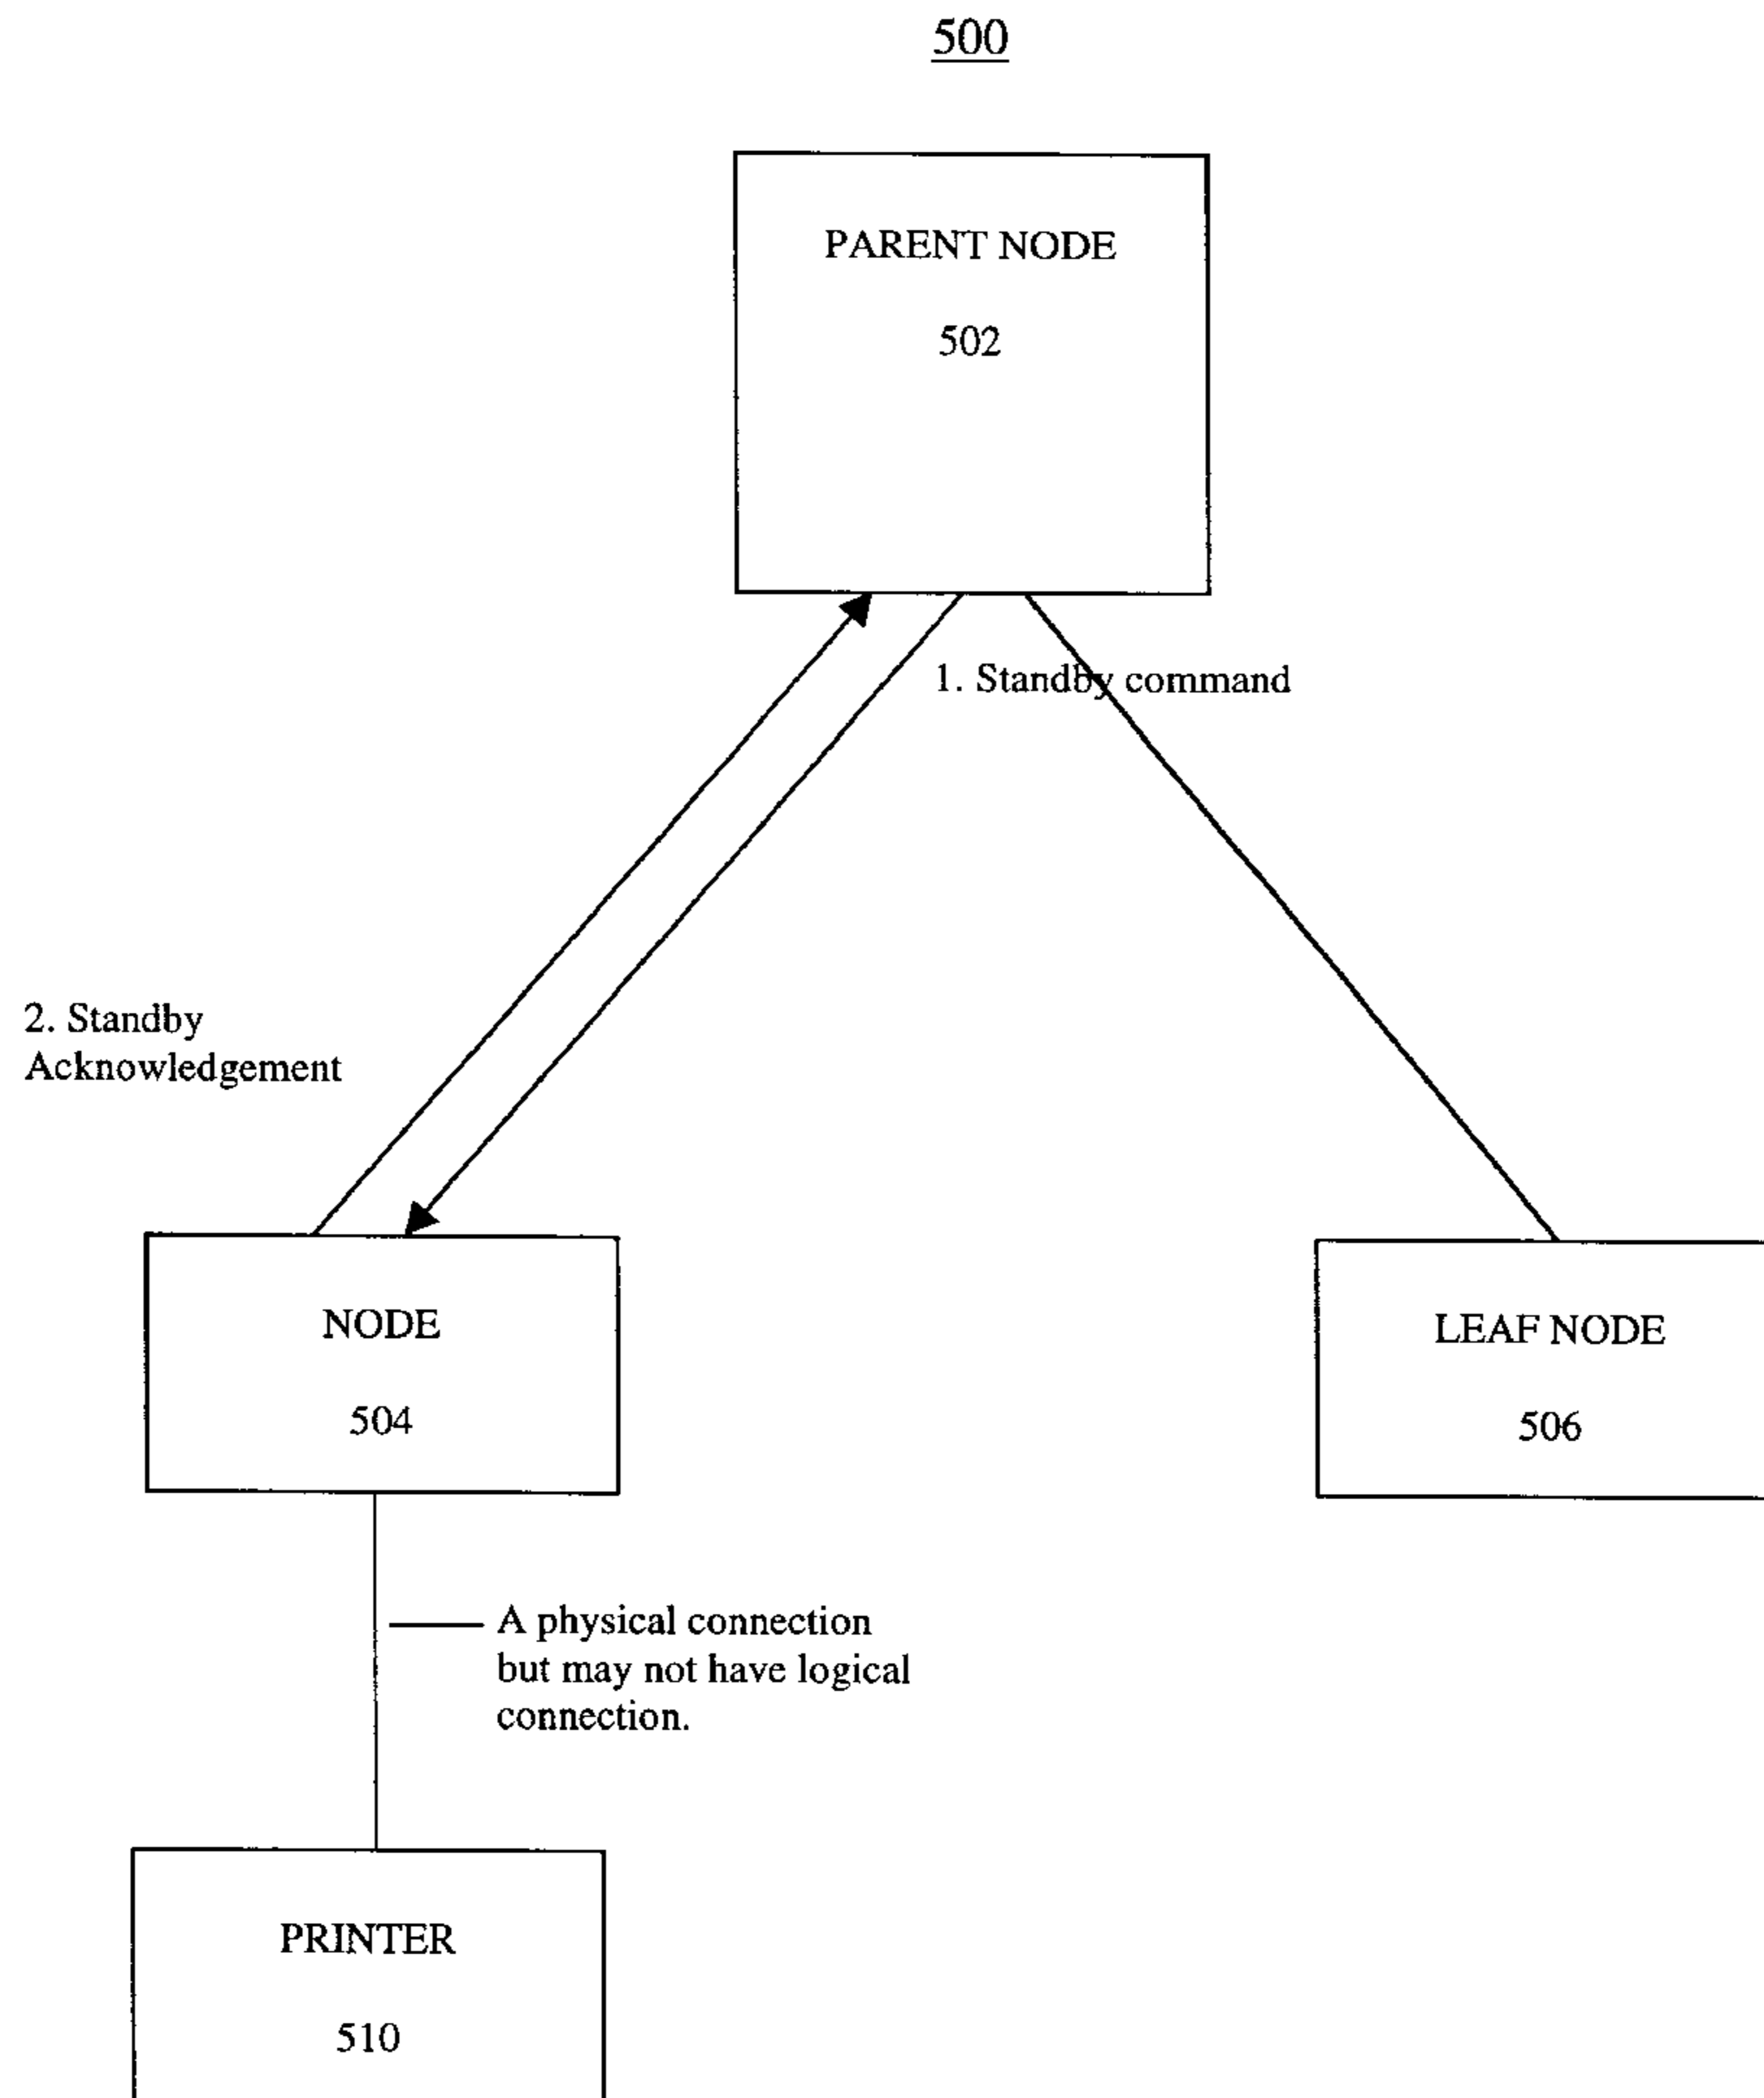 500
PARENT NODE
502
1. Standby command
2. Standby
Acknowledgement
NODE
504
LEAF NODE
506
A physical connection
but may not have logical
connection.
PRINTER
510